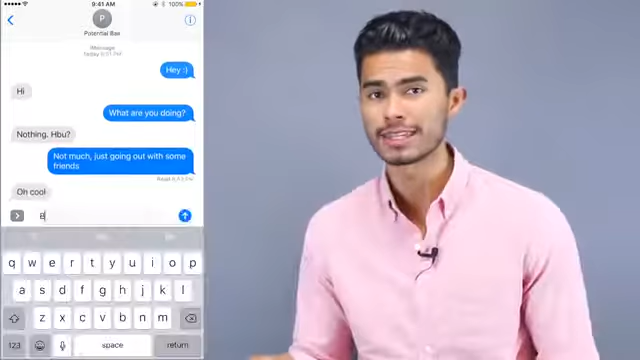 9:41 AM
100%
P
Potential Bae
iMessage
Hey :)
Hi
What are you doing?
Nothing. Hbu?
Not much, just going out with some
friends
Oh cool
q w e r t y u i o p
a s d f g h j k l
z x c v b n m
123
space
return